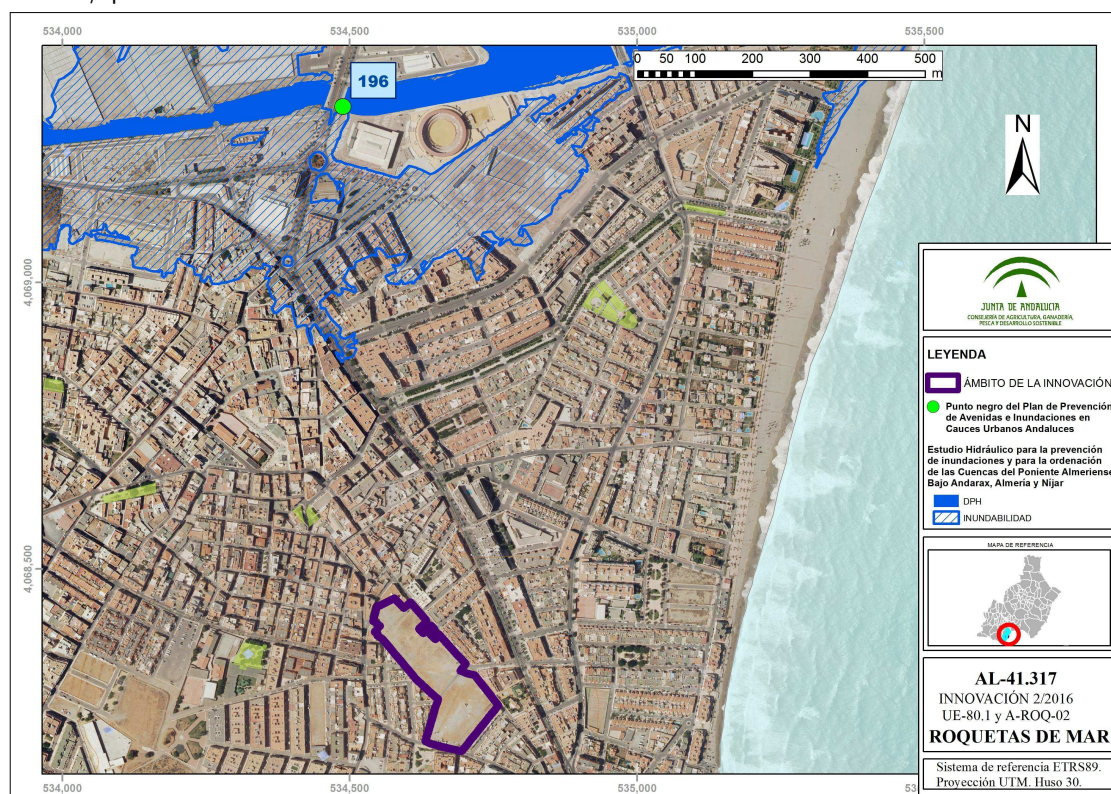 534,000 534,500 535,000 535,500
0 50 100 200 300 400 500
m
196
N
4,069,000
4,068,500
JUNTA DE ANDALUCIA
CONSEJERÍA DE AGRICULTURA, GANADERÍA,
PESCA Y DESARROLLO SOSTENIBLE
LEYENDA
ÁMBITO DE LA INNOVACIÓN
Punto negro del Plan de Prevención
de Avenidas e Inundaciones en
Cauces Urbanos Andaluces
Estudio Hidráulico para la prevención
de inundaciones y para la ordenación
de las Cuencas del Poniente Almeriense
Bajo Andarax, Almería y Níjar
DPH
INUNDABILIDAD
MAPA DE REFERENCIA
AL-41.317
INNOVACIÓN 2/2016
UE-80.1 y A-ROQ-02
ROQUETAS DE MAR
Sistema de referencia ETRS89.
Proyección UTM. Huso 30.
534,000 534,500 535,000